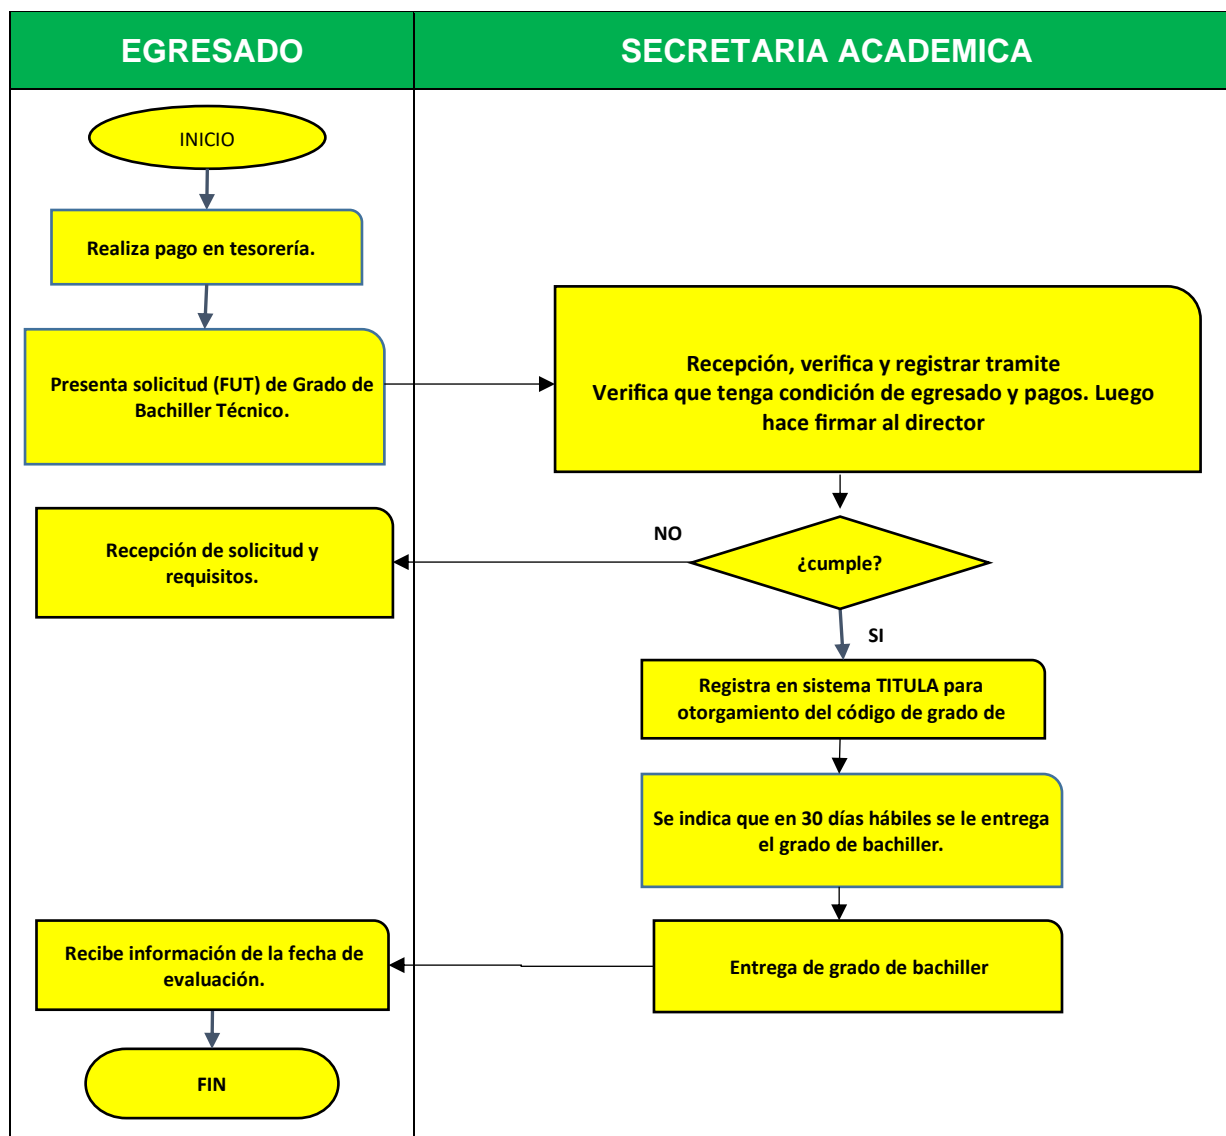 EGRESADO
SECRETARIA ACADEMICA
INICIO
Realiza pago en tesorería.
Presenta solicitud (FUT) de Grado de
Bachiller Técnico.
Recepción, verifica y registrar tramite
Verifica que tenga condición de egresado y pagos. Luego
hace firmar al director
NO
¿cumple?
Recepción de solicitud y
requisitos.
SI
Registra en sistema TITULA para
otorgamiento del código de grado de
Se indica que en 30 días hábiles se le entrega
el grado de bachiller.
Recibe información de la fecha de
evaluación.
Entrega de grado de bachiller
FIN